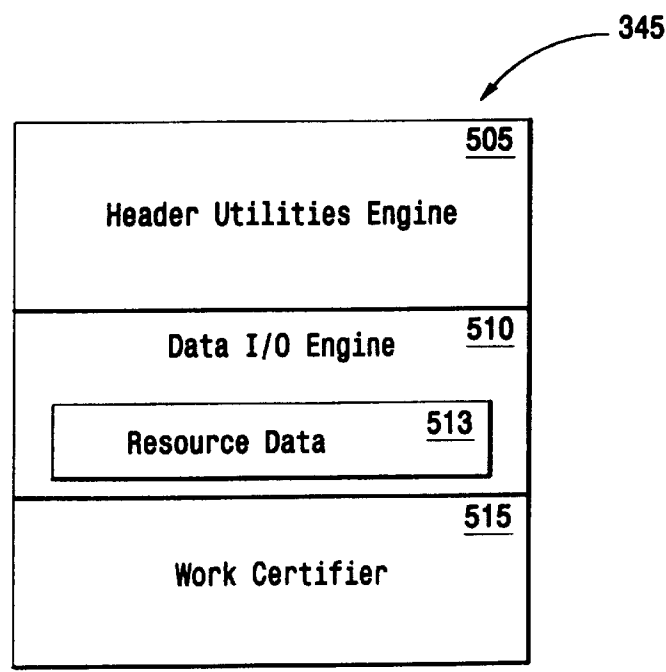 345
505
Header Utilities Engine
510
Data I/O Engine
513
Resource Data
515
Work Certifier